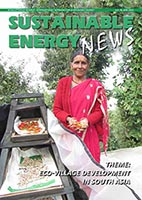 SUSTAINABLE
ENERGY NEWS
THEME:
ECO-VILLAGE DEVELOPMENT
IN SOUTH ASIA